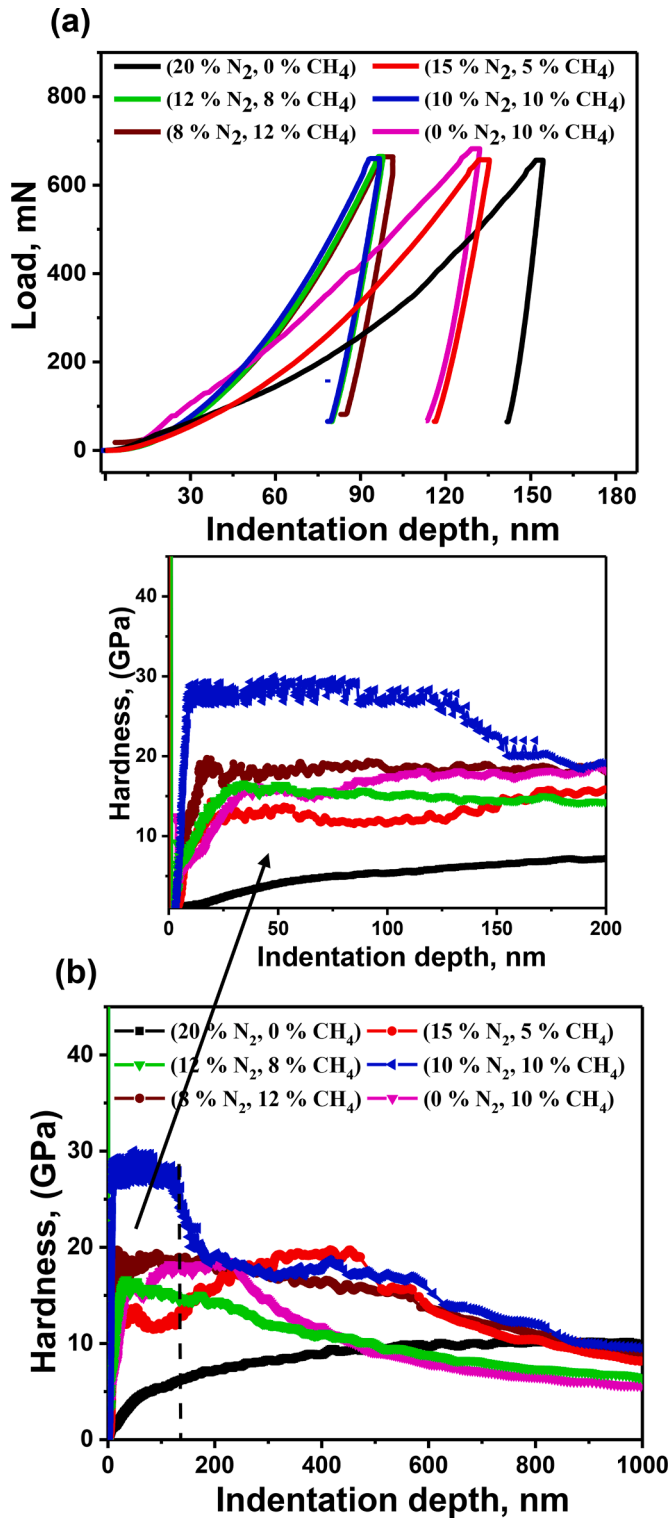 (a)
(20 % N₂, 0 % CH₄) (15 % N₂, 5 % CH₄)
(12 % N₂, 8 % CH₄) (10 % N₂, 10 % CH₄)
(8 % N₂, 12 % CH₄) (0 % N₂, 10 % CH₄)
800
600
400
200
0
Load, mN
30 60 90 120 150 180
Indentation depth, nm
40
30
20
10
Hardness, (GPa)
0 50 100 150 200
Indentation depth, nm
(b)
(20 % N₂, 0 % CH₄) (15 % N₂, 5 % CH₄)
(12 % N₂, 8 % CH₄) (10 % N₂, 10 % CH₄)
(8 % N₂, 12 % CH₄) (0 % N₂, 10 % CH₄)
40
30
20
10
0
Hardness, (GPa)
0 200 400 600 800 1000
Indentation depth, nm